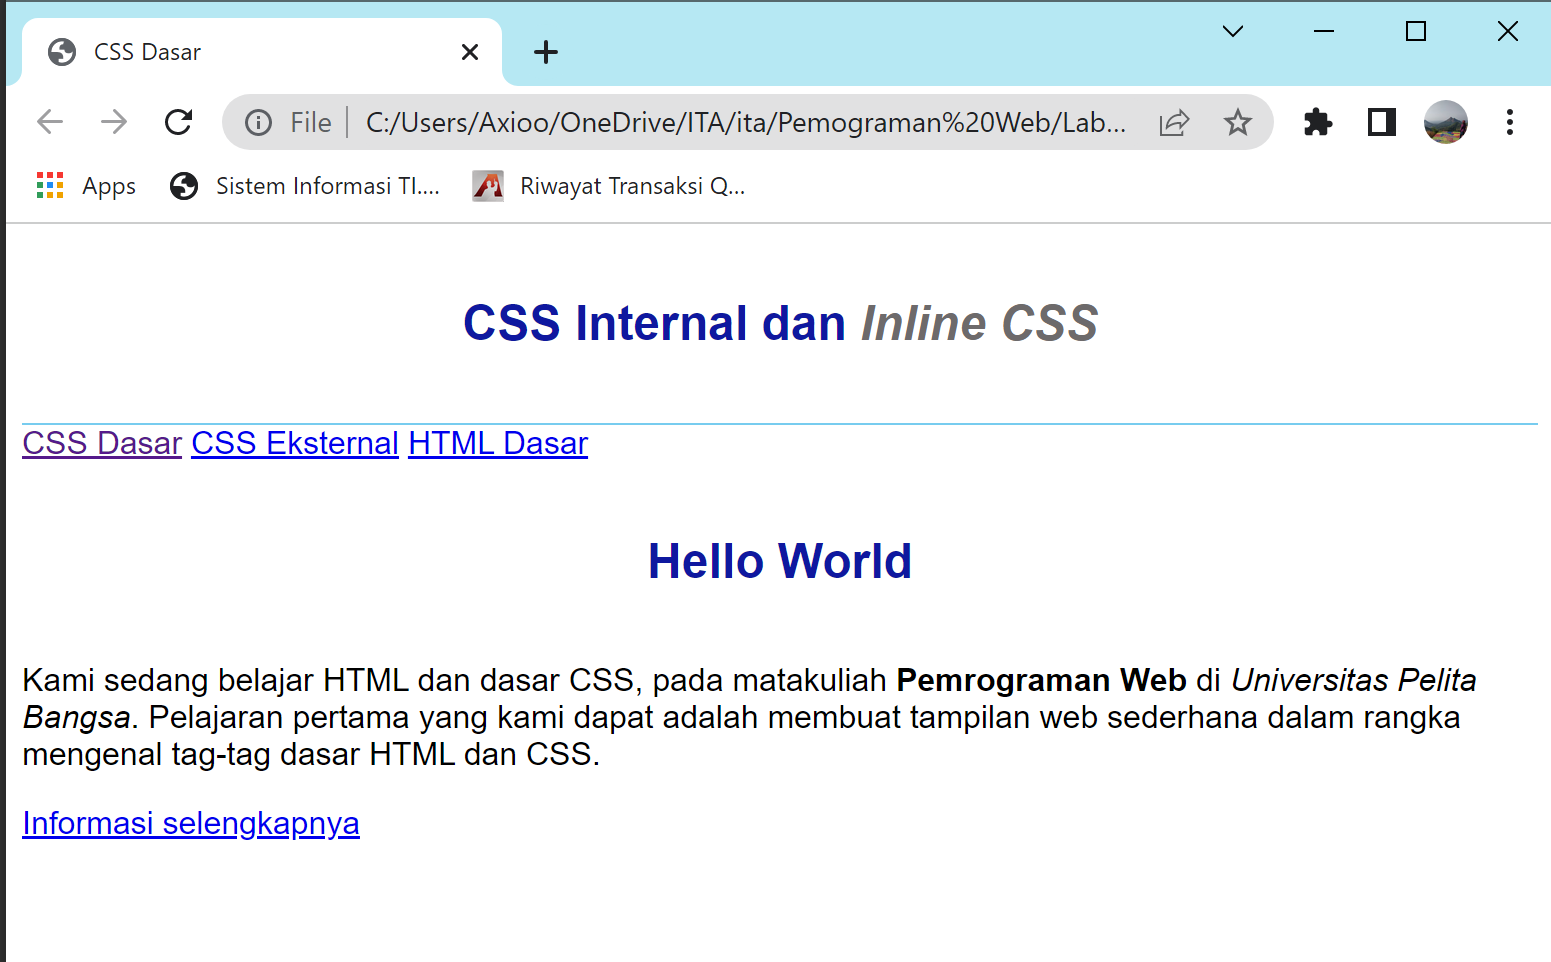 CSS Dasar
File
C:/Users/Axioo/OneDrive/ITA/ita/Pemograman%20Web/Lab...
Apps
Sistem Informasi TI....
Riwayat Transaksi Q...
CSS Internal dan Inline CSS
CSS Dasar CSS Eksternal HTML Dasar
Hello World
Kami sedang belajar HTML dan dasar CSS, pada matakuliah Pemrograman Web di Universitas Pelita
Bangsa. Pelajaran pertama yang kami dapat adalah membuat tampilan web sederhana dalam rangka
mengenal tag-tag dasar HTML dan CSS.
Informasi selengkapnya